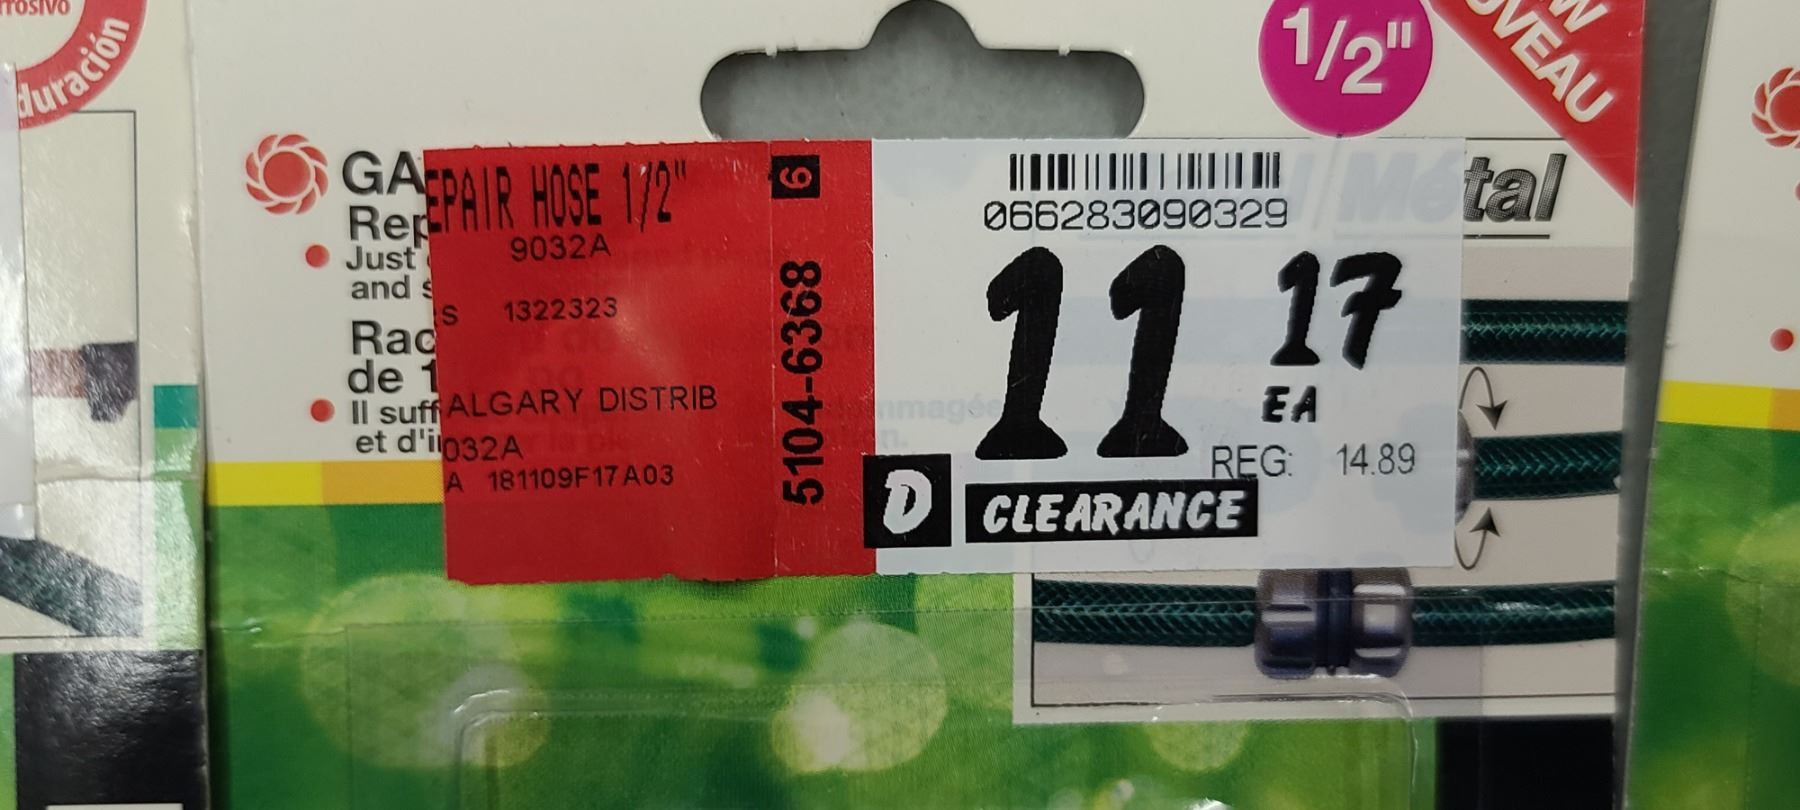 rrosivo
duración
1/2"
NOUVEAU
GA
Rep
Just
and s
Rac
de 1
Il suff
et d'i
EPAIR HOSE 1/2"
9032A
S 1322323
ALGARY DISTRIB
032A
A 181109F17A03
6
5104-6368
066283090329
Métal
11 17
EA
REG: 14.89
D CLEARANCE